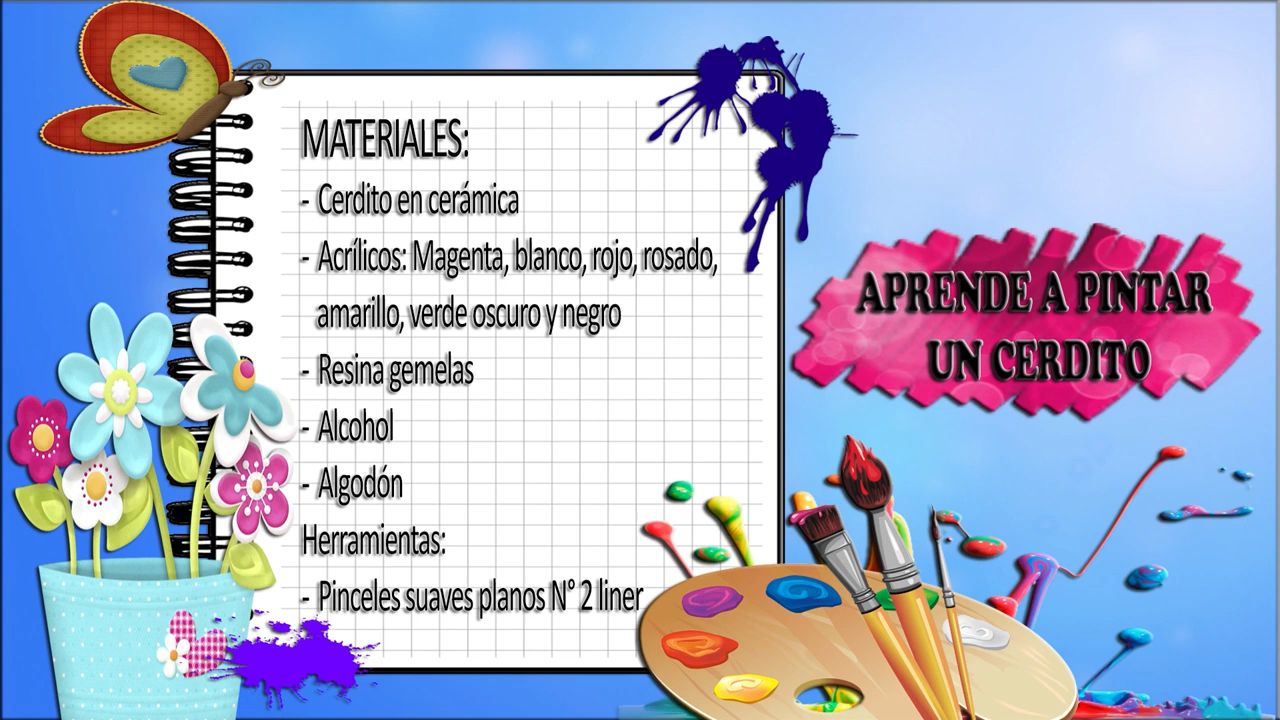 MATERIALES:
- Cerdito en cerámica
- Acrílicos: Magenta, blanco, rojo, rosado,
amarillo, verde oscuro y negro
- Resina gemelas
- Alcohol
- Algodón
Herramientas:
- Pinceles suaves planos N° 2 liner
APRENDE A PINTAR
UN CERDITO